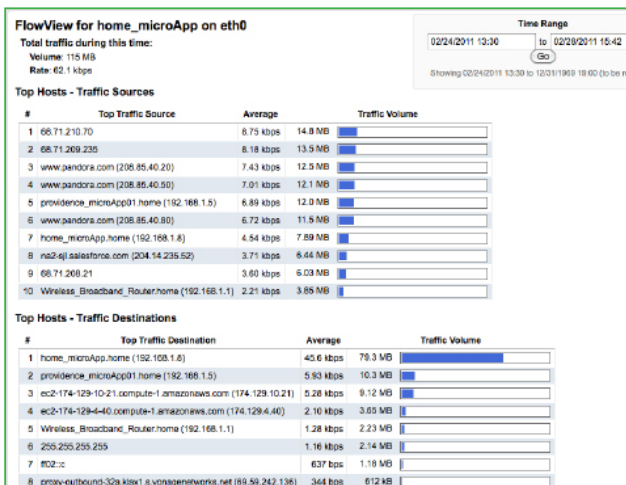 FlowView for home_microApp on eth0
Total traffic during this time:
Volume: 115 MB
Rate: 62.1 kbps
Time Range
02/24/2011 13:30 to 02/28/2011 15:42
Go
Showing 02/24/2011 13:30 to 12/31/1969 19:00 (to be
Top Hosts - Traffic Sources
# Top Traffic Source Average Traffic Volume
1 68.71.210.70 8.75 kbps 14.8 MB
2 68.71.209.235 8.18 kbps 13.5 MB
3 www.pandora.com (208.85.40.20) 7.43 kbps 12.5 MB
4 www.pandora.com (208.85.40.50) 7.01 kbps 12.1 MB
5 providence_microApp01.home (192.168.1.5) 6.89 kbps 12.0 MB
6 www.pandora.com (208.85.40.80) 6.72 kbps 11.5 MB
7 home_microApp.home (192.168.1.8) 4.54 kbps 7.89 MB
8 na2-sjl.salesforce.com (204.14.235.52) 3.71 kbps 6.44 MB
9 68.71.208.21 3.60 kbps 6.03 MB
10 Wireless_Broadband_Router.home (192.168.1.1) 2.21 kbps 3.85 MB
Top Hosts - Traffic Destinations
# Top Traffic Destination Average Traffic Volume
1 home_microApp.home (192.168.1.8) 45.6 kbps 79.3 MB
2 providence_microApp01.home (192.168.1.5) 5.93 kbps 10.3 MB
3 ec2-174-129-10-21.compute-1.amazonaws.com (174.129.10.21) 5.28 kbps 9.12 MB
4 ec2-174-129-4-40.compute-1.amazonaws.com (174.129.4.40) 2.10 kbps 3.65 MB
5 Wireless_Broadband_Router.home (192.168.1.1) 1.28 kbps 2.23 MB
6 255.255.255.255 1.16 kbps 2.14 MB
7 ff02::c 637 bps 1.18 MB
8 (69.59.242.136) 344 bps 612 kB